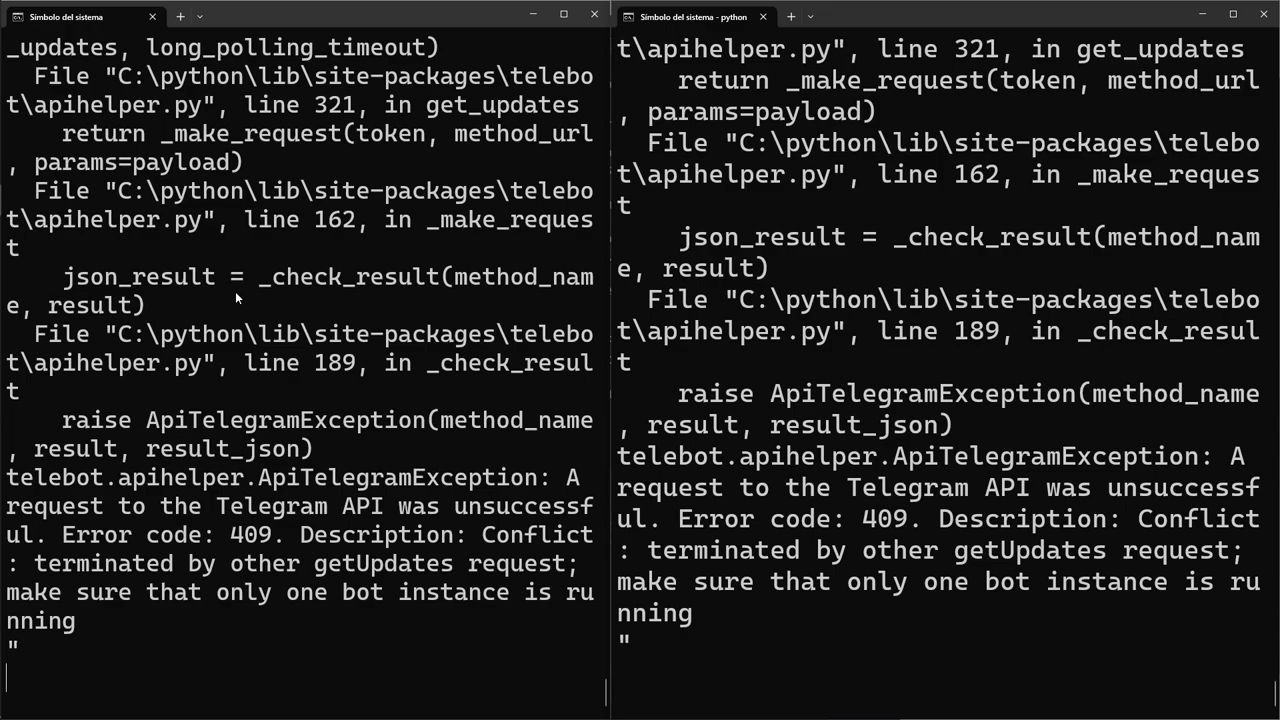 Símbolo del sistema
_updates, long_polling_timeout)
File "C:\python\lib\site-packages\telebo
t\apihelper.py", line 321, in get_updates
return _make_request(token, method_url
, params=payload)
File "C:\python\lib\site-packages\telebo
t\apihelper.py", line 162, in _make_reques
t
json_result = _check_result(method_nam
e, result)
File "C:\python\lib\site-packages\telebo
t\apihelper.py", line 189, in _check_resul
t
raise ApiTelegramException(method_name
, result, result_json)
telebot.apihelper.ApiTelegramException: A
request to the Telegram API was unsuccessf
ul. Error code: 409. Description: Conflict
: terminated by other getUpdates request;
make sure that only one bot instance is ru
nning
"
Símbolo del sistema - python
t\apihelper.py", line 321, in get_updates
return _make_request(token, method_url
, params=payload)
File "C:\python\lib\site-packages\telebo
t\apihelper.py", line 162, in _make_reques
t
json_result = _check_result(method_nam
e, result)
File "C:\python\lib\site-packages\telebo
t\apihelper.py", line 189, in _check_resul
t
raise ApiTelegramException(method_name
, result, result_json)
telebot.apihelper.ApiTelegramException: A
request to the Telegram API was unsuccessf
ul. Error code: 409. Description: Conflict
: terminated by other getUpdates request;
make sure that only one bot instance is ru
nning
"